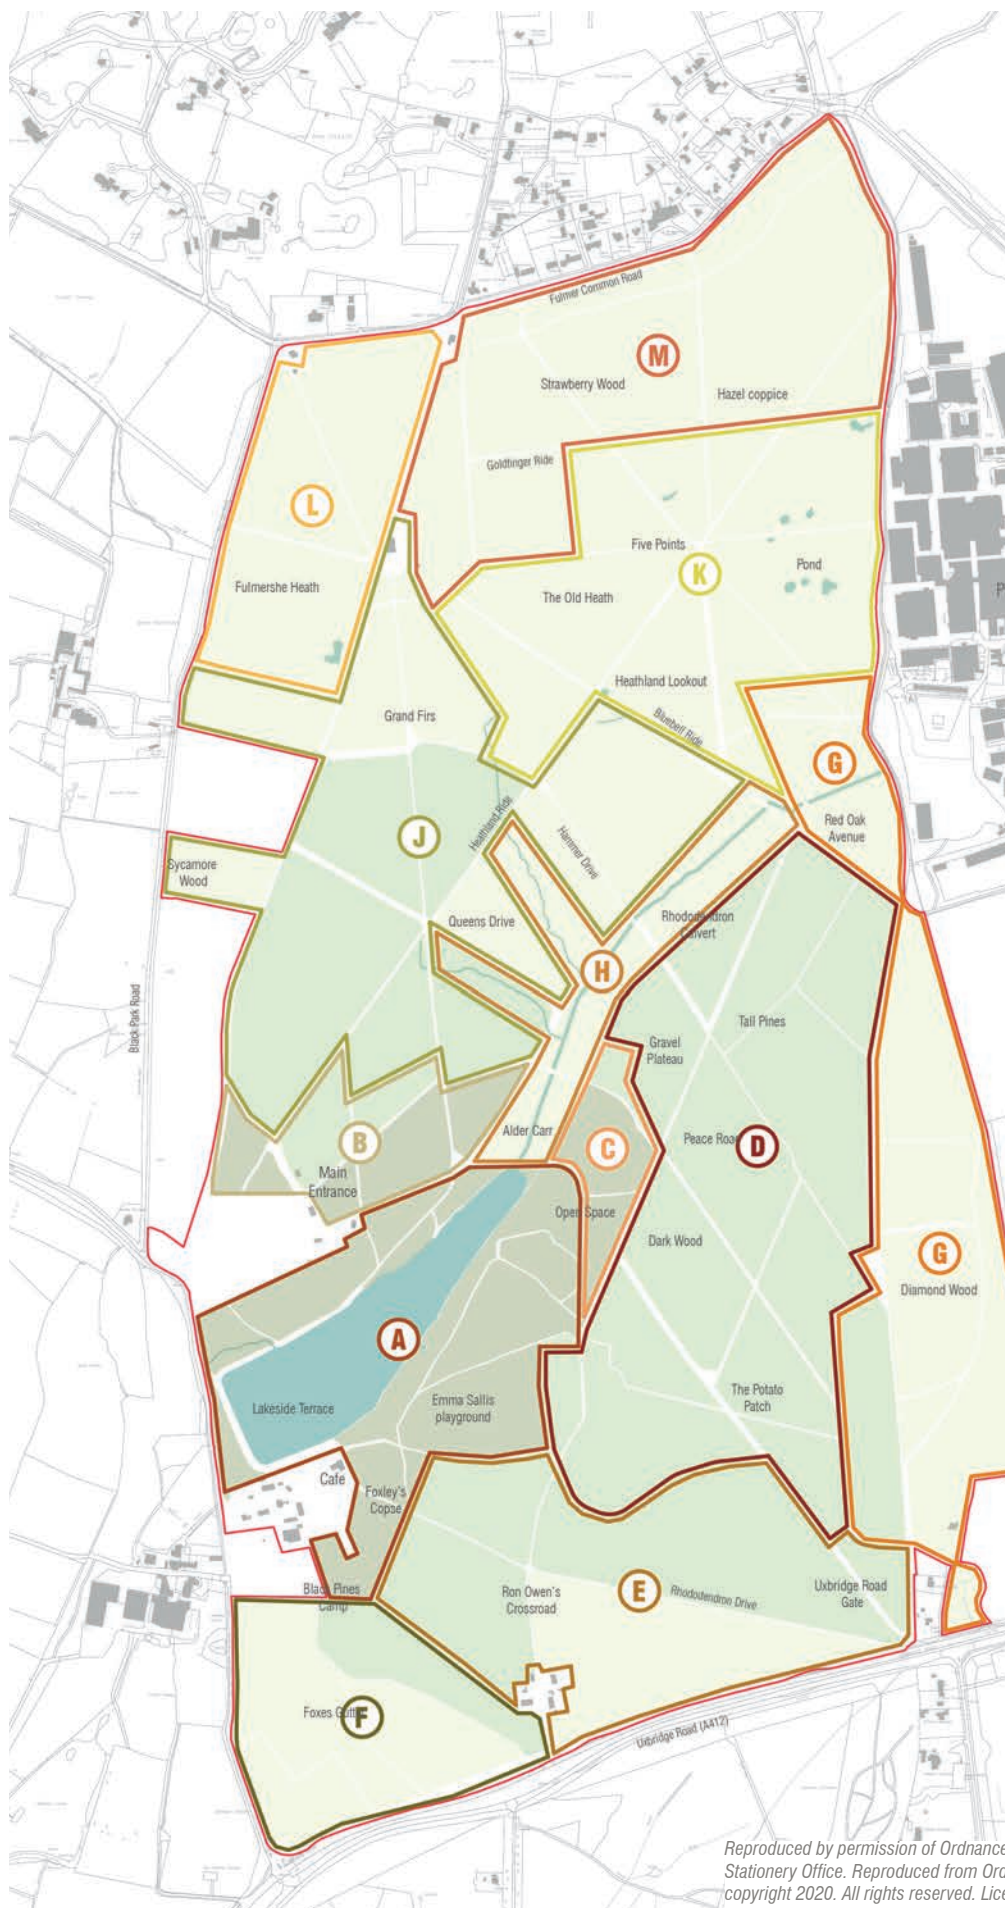 Fulmer Common Road
M
Strawberry Wood
Hazel coppice
Goldfinger Ride
L
Five Points
Pond
K
Fulmershe Heath
The Old Heath
Heathland Lookout
Grand Firs
Bluebell Ride
G
Red Oak
Avenue
Heathland Ride
J
Hammer Drive
Sycamore
Wood
Queens Drive
Rhododendron
Culvert
H
Black Park Road
Tall Pines
Gravel
Plateau
Alder Carr
B
C
Peace Road
D
Main
Entrance
Open Space
Dark Wood
G
Diamond Wood
A
Lakeside Terrace
Emma Sallis
playground
The Potato
Patch
Cafe
Foxley's
Copse
Black Pines
Camp
Ron Owen's
Crossroad
E
Rhododendron Drive
Uxbridge Road
Gate
Foxes
F
Uxbridge Road (A412)
P
Reproduced by permission of Ordnance
Stationery Office. Reproduced from Ord
copyright 2020. All rights reserved. Lice